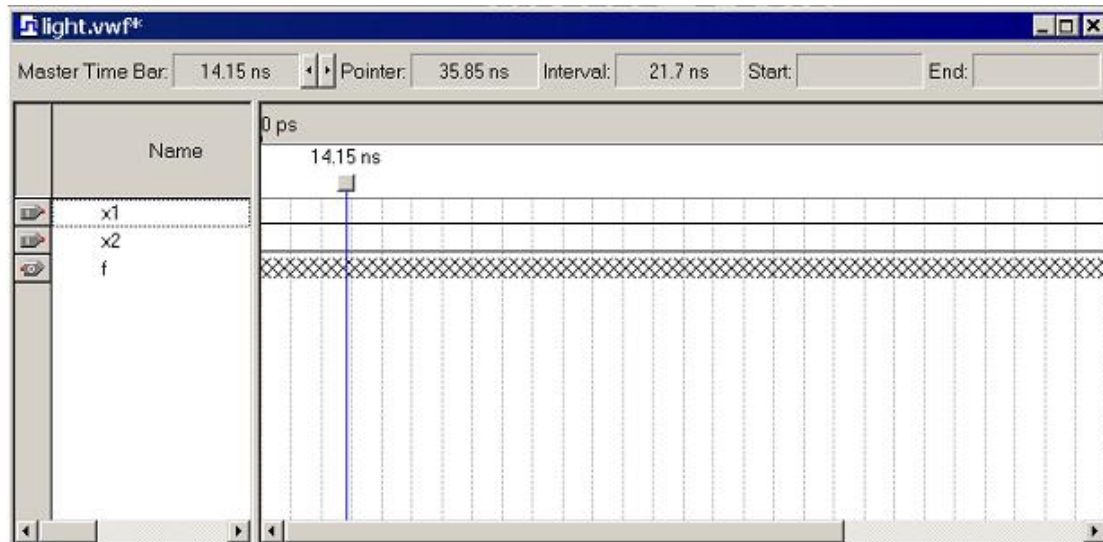 light.vwf*
Master Time Bar: 14.15 ns Pointer: 35.85 ns Interval: 21.7 ns Start: End:
0 ps
Name
14.15 ns
x1
x2
f